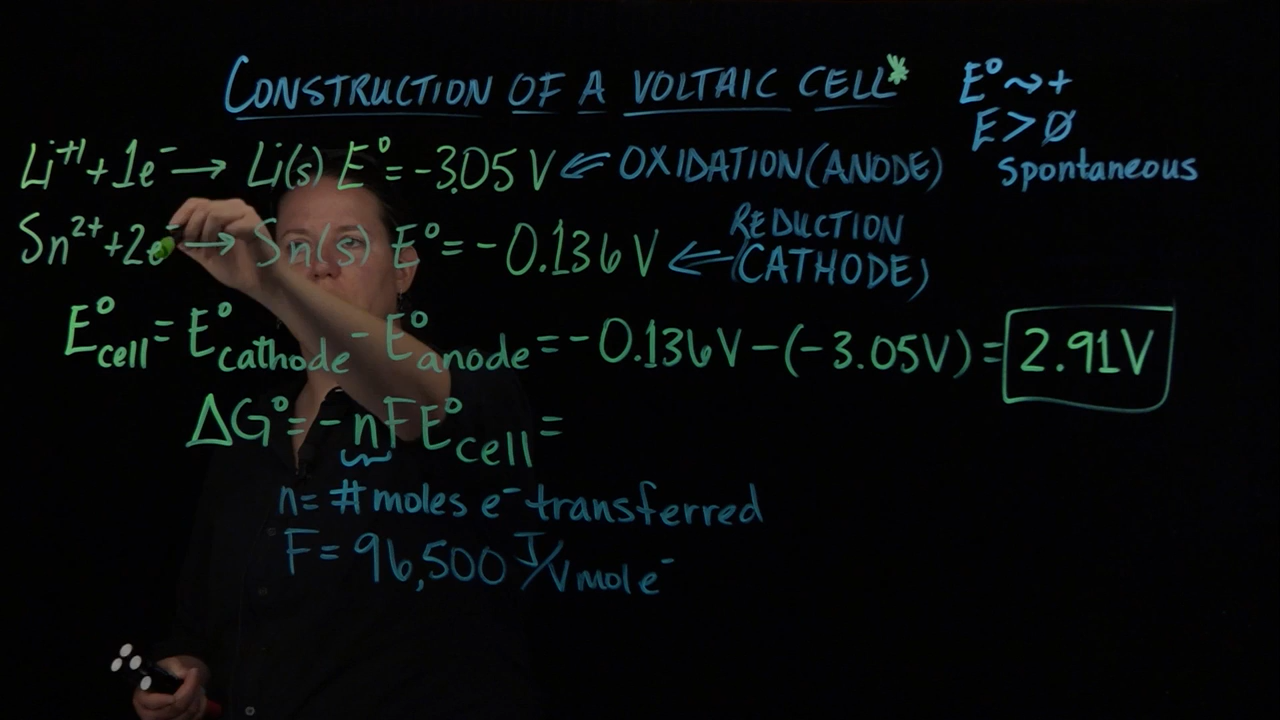 CONSTRUCTION OF A VOLTAIC CELL*
E° ⇝ +
E > Ø
Spontaneous
Li⁺¹ + 1e⁻ → Li(s) E° = -3.05 V ⇐ OXIDATION (ANODE)
Sn²⁺ + 2e⁻ → Sn(s) E° = -0.136 V ← REDUCTION (CATHODE)
E°cell = E°cathode - E°anode = -0.136V - (-3.05V) = 2.91V
ΔG° = -nFE°cell =
n = # moles e⁻ transferred
F = 96,500 J/V mol e⁻